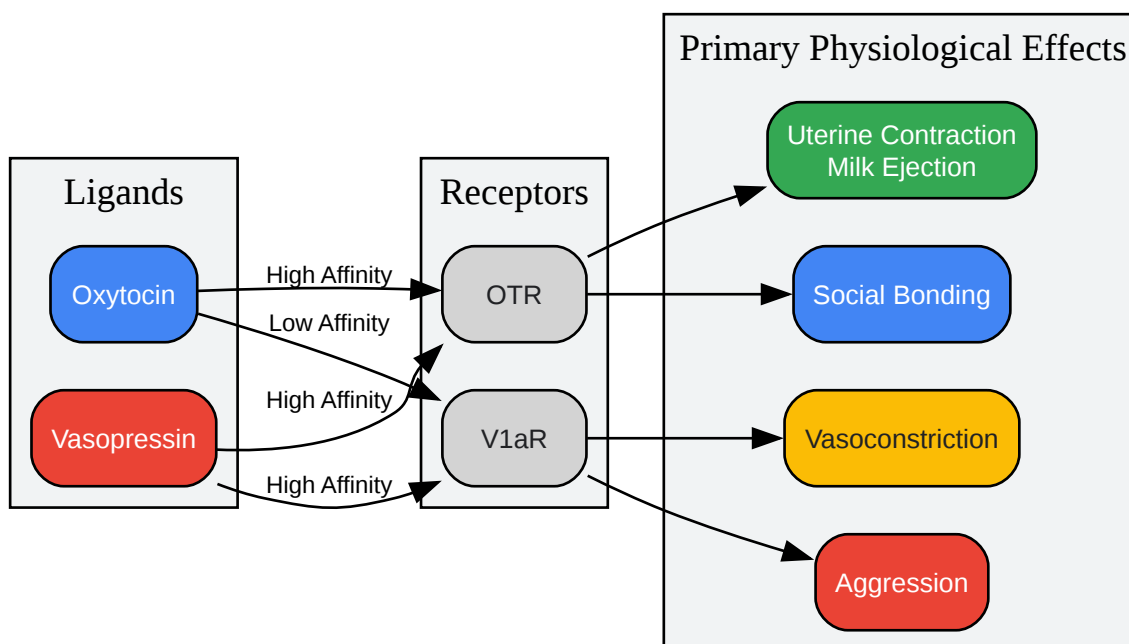 Primary Physiological Effects
Uterine Contraction
Milk Ejection
Ligands
Receptors
Oxytocin
High Affinity
OTR
Social Bonding
Low Affinity
High Affinity
Vasopressin
V1aR
Vasoconstriction
High Affinity
Aggression